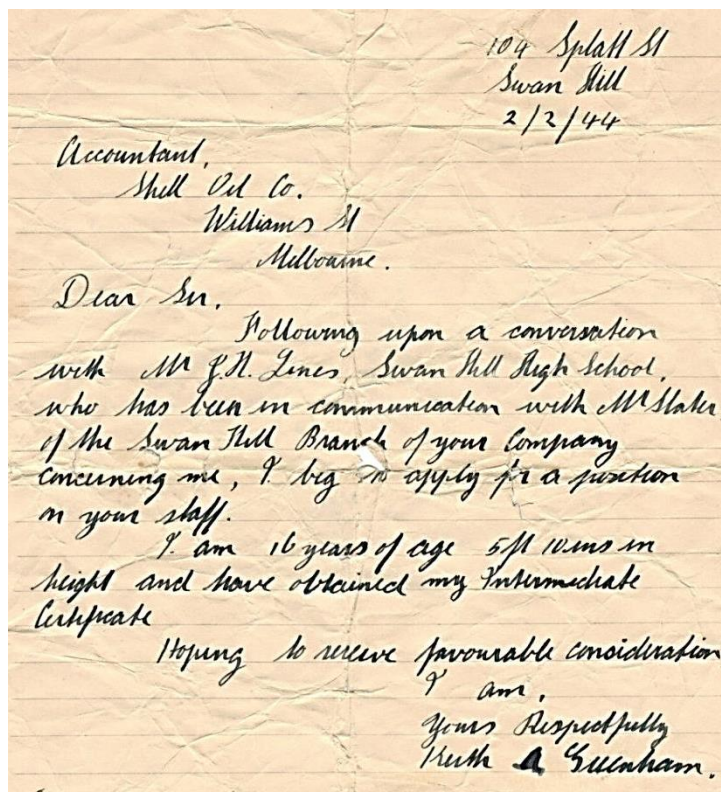 104 Splatt St
Swan Hill
2/2/44
Accountant,
Shell Oil Co.
Williams St
Melbourne.
Dear Sir,
Following upon a conversation
with Mr J.H. Lines, Swan Hill High School,
who has been in communication with Mr Slater
of the Swan Hill Branch of your Company
concerning me, I beg to apply for a position
on your staff.
I am 16 years of age 5ft 10ins in
height and have obtained my Intermediate
Certificate
Hoping to receive favourable consideration
I am,
Yours Respectfully
Keith A Greenham.